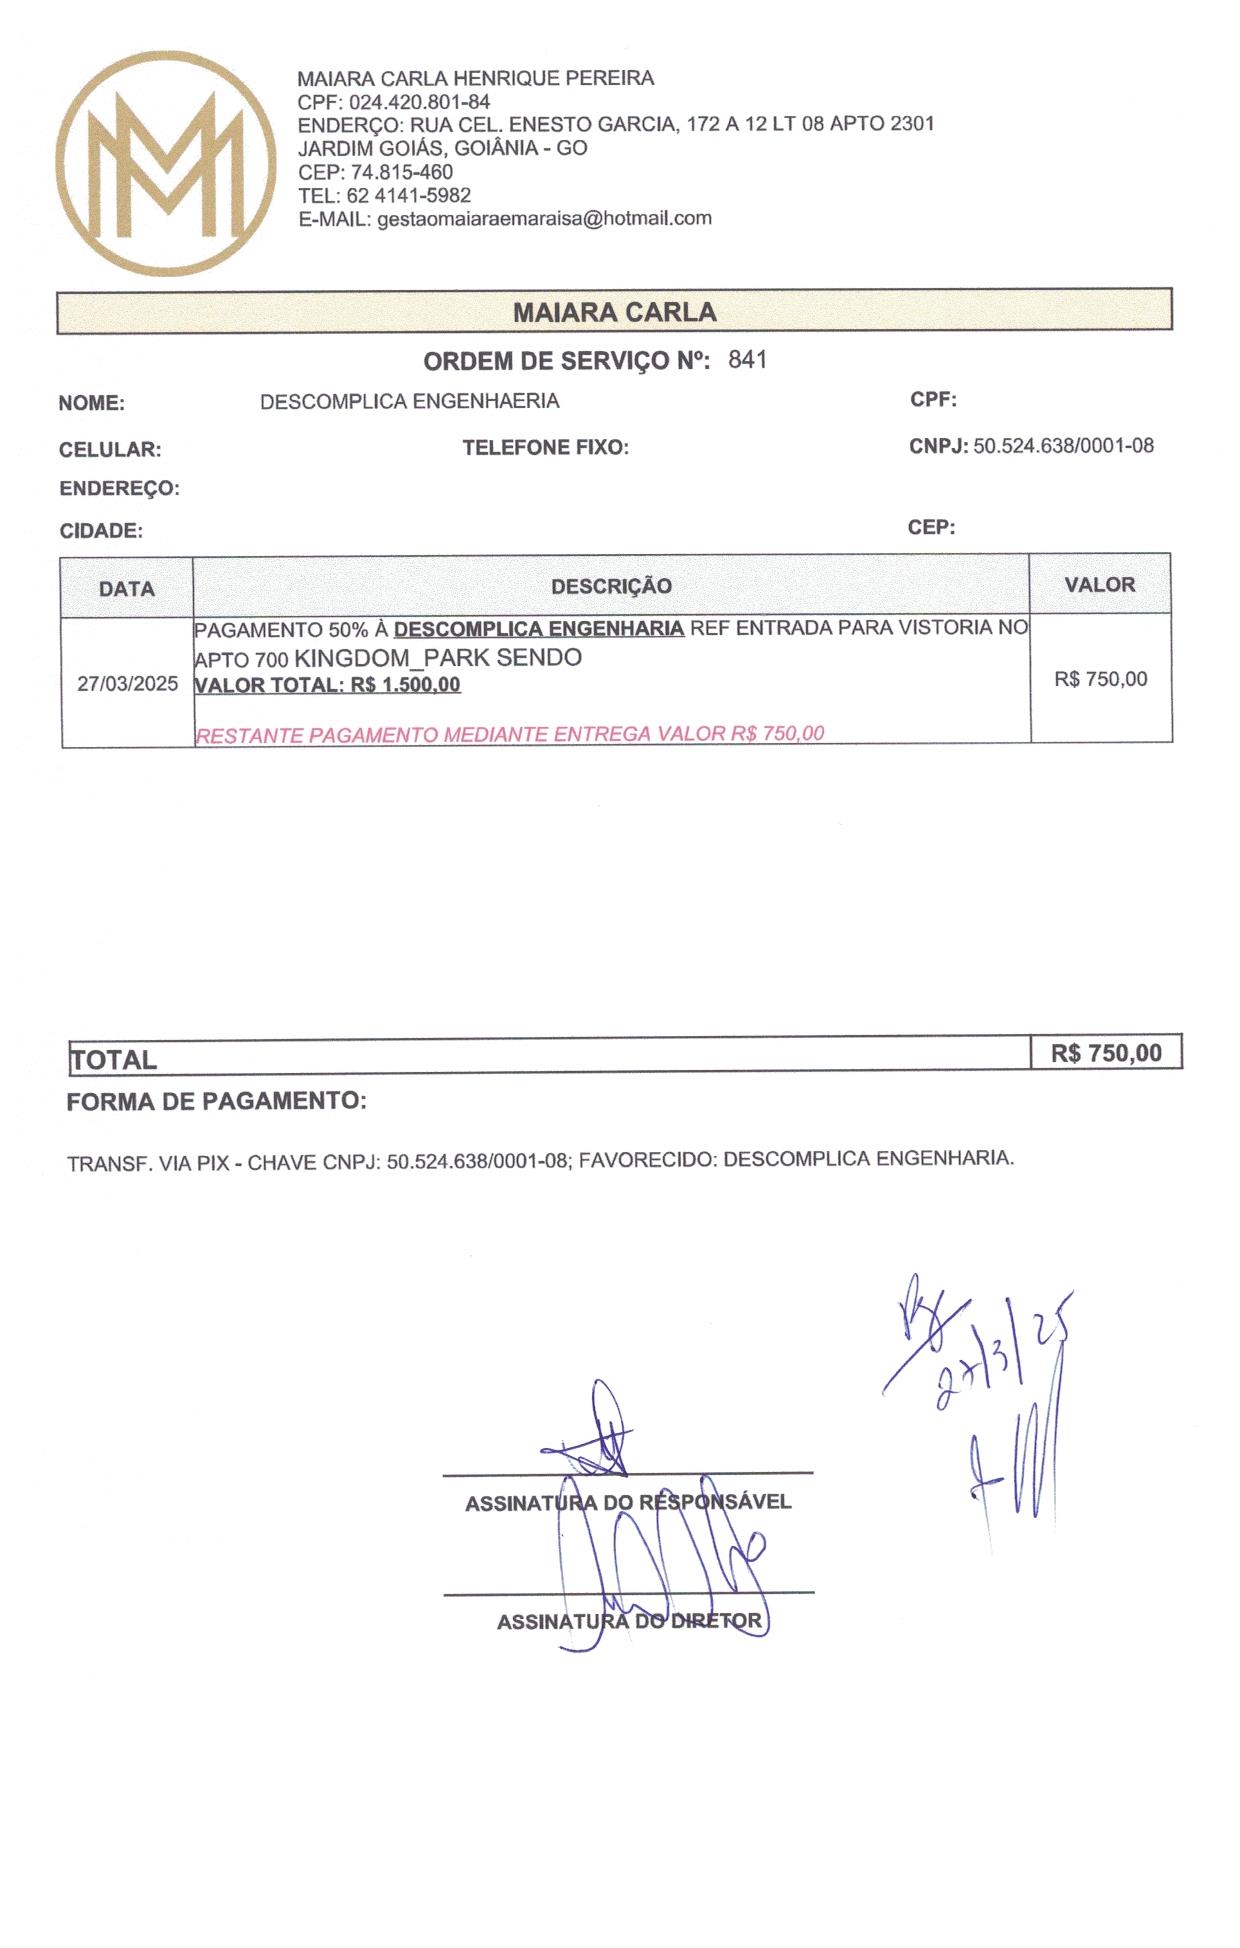 MAIARA CARLA HENRIQUE PEREIRA
CPF: 024.420.801-84
ENDERÇO: RUA CEL. ENESTO GARCIA, 172 A 12 LT 08 APTO 2301
JARDIM GOIÁS, GOIÂNIA - GO
CEP: 74.815-460
TEL: 62 4141-5982
E-MAIL: gestaomaiaraemaraisa@hotmail.com
MAIARA CARLA
ORDEM DE SERVIÇO Nº: 841
NOME: DESCOMPLICA ENGENHAERIA CPF:
CELULAR: TELEFONE FIXO: CNPJ: 50.524.638/0001-08
ENDEREÇO:
CIDADE: CEP:
DATA DESCRIÇÃO VALOR
PAGAMENTO 50% À DESCOMPLICA ENGENHARIA REF ENTRADA PARA VISTORIA NO
APTO 700 KINGDOM_PARK SENDO
27/03/2025 VALOR TOTAL: R$ 1.500,00 R$ 750,00
RESTANTE PAGAMENTO MEDIANTE ENTREGA VALOR R$ 750,00
TOTAL R$ 750,00
FORMA DE PAGAMENTO:
TRANSF. VIA PIX - CHAVE CNPJ: 50.524.638/0001-08; FAVORECIDO: DESCOMPLICA ENGENHARIA.
27/3/25
ASSINATURA DO RESPONSÁVEL
ASSINATURA DO DIRETOR